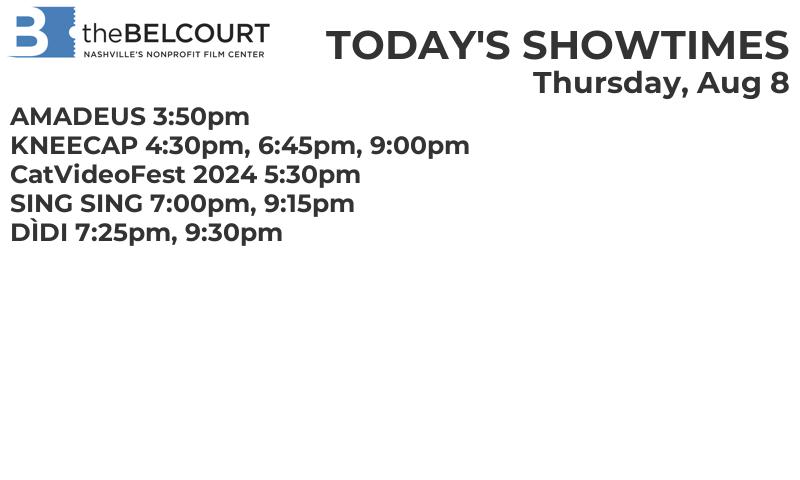 B theBELCOURT
NASHVILLE'S NONPROFIT FILM CENTER
TODAY'S SHOWTIMES
Thursday, Aug 8
AMADEUS 3:50pm
KNEECAP 4:30pm, 6:45pm, 9:00pm
CatVideoFest 2024 5:30pm
SING SING 7:00pm, 9:15pm
DÌDI 7:25pm, 9:30pm